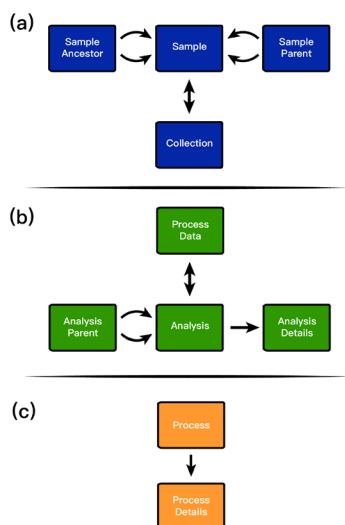 (a)
Sample
Ancestor
Sample
Sample
Parent
Collection
(b)
Process
Data
Analysis
Parent
Analysis
Analysis
Details
(c)
Process
Process
Details